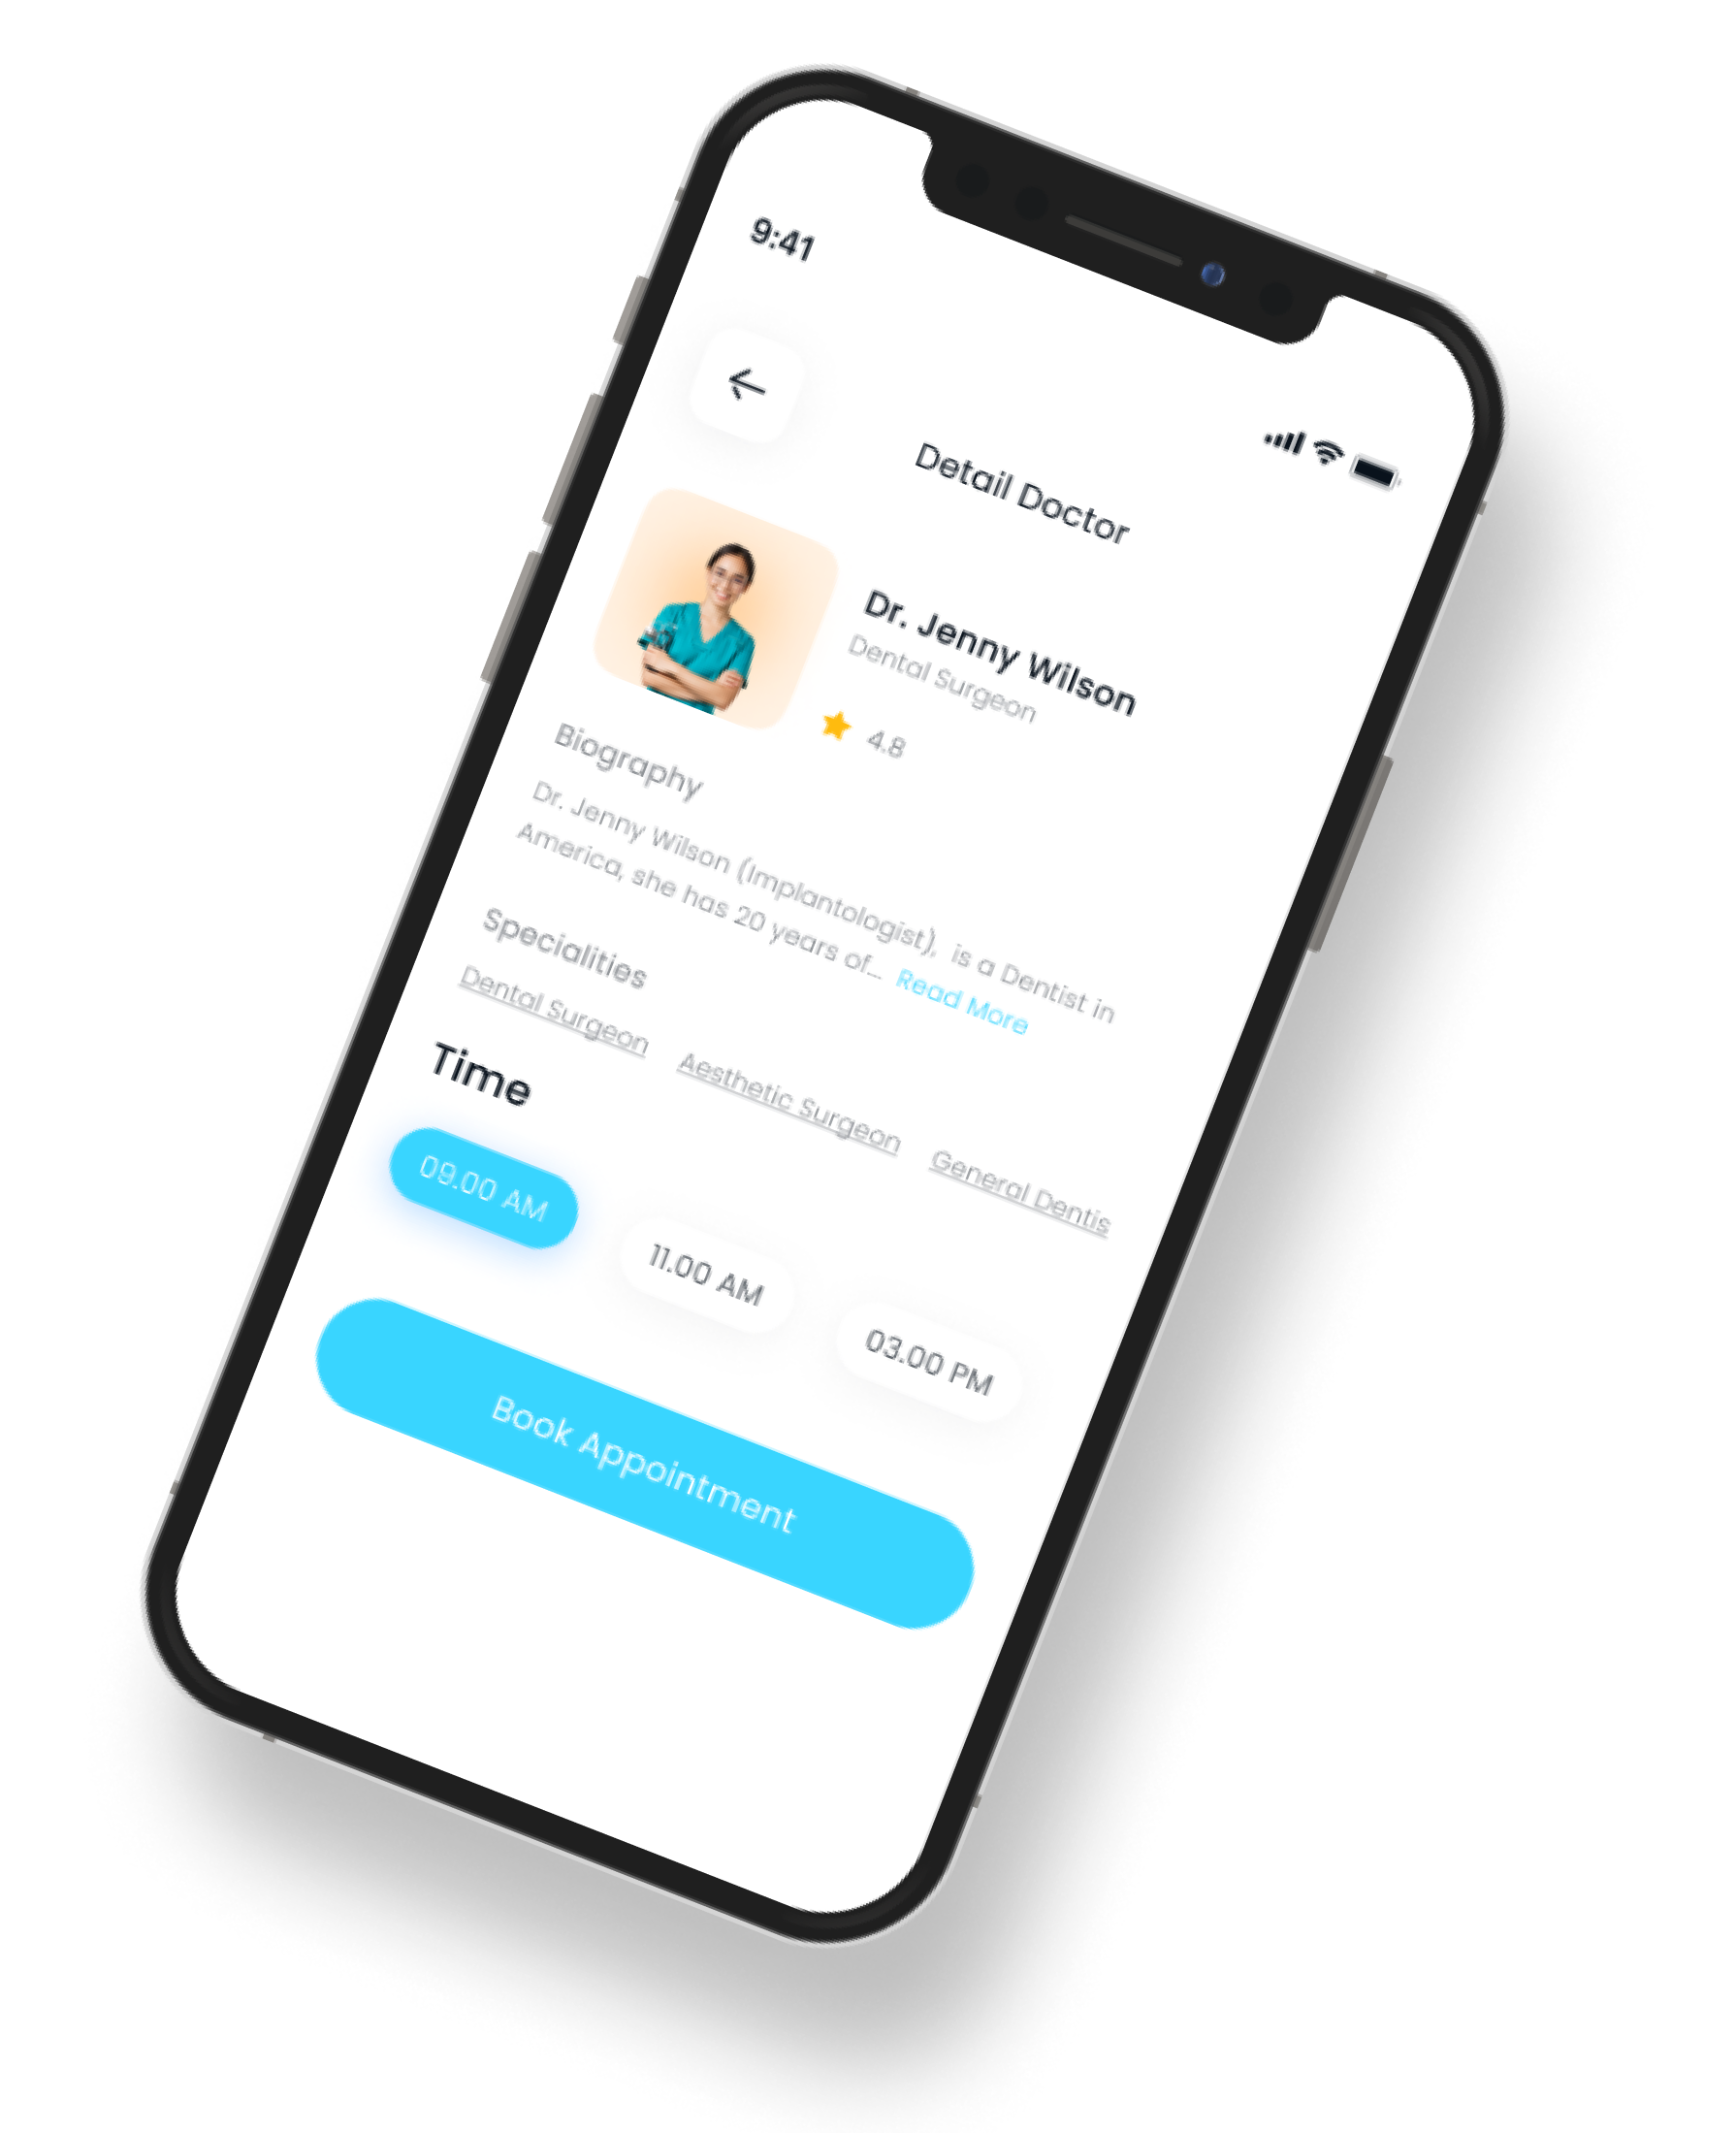 9:41
Detail Doctor
Dr. Jenny Wilson
Dental Surgeon
4.8
Biography
Dr. Jenny Wilson (Implantologist), is a Dentist in
America, she has 20 years of... Read More
Specialities
Dental Surgeon Aesthetic Surgeon General Dentis
Time
09.00 AM 11.00 AM 03.00 PM
Book Appointment